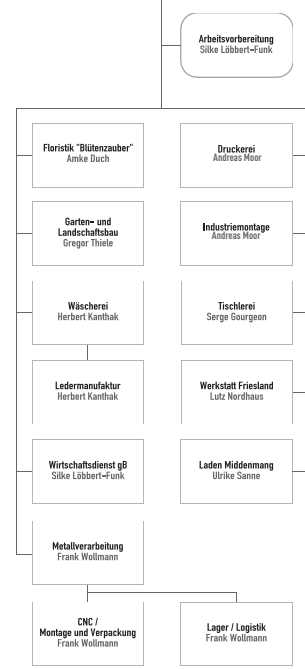 Arbeitsvorbereitung
Silke Löbbert-Funk
Floristik "Blütenzauber"
Amke Duch
Druckerei
Andreas Moor
Garten- und
Landschaftsbau
Gregor Thiele
Industriemontage
Andreas Moor
Wäscherei
Herbert Kanthak
Tischlerei
Serge Gourgeon
Ledermanufaktur
Herbert Kanthak
Werkstatt Friesland
Lutz Nordhaus
Wirtschaftsdienst gB
Silke Löbbert-Funk
Laden Middenmang
Ulrike Sanne
Metallverarbeitung
Frank Wollmann
CNC /
Montage und Verpackung
Frank Wollmann
Lager / Logistik
Frank Wollmann